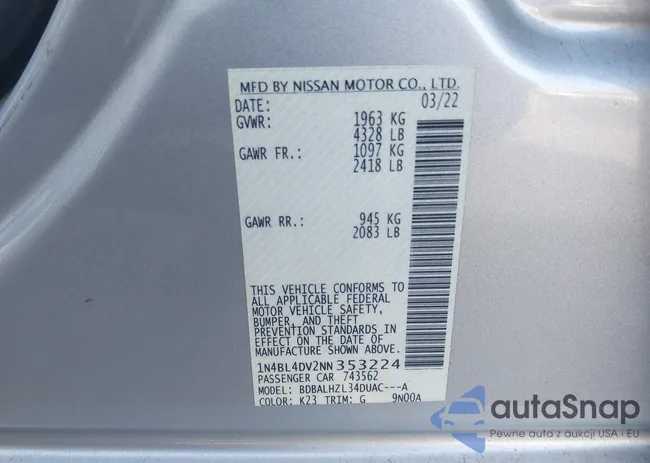 MFD BY NISSAN MOTOR CO., LTD.
DATE: 03/22
GVWR: 1963 KG
4328 LB
GAWR FR.: 1097 KG
2418 LB
GAWR RR.: 945 KG
2083 LB
THIS VEHICLE CONFORMS TO
ALL APPLICABLE FEDERAL
MOTOR VEHICLE SAFETY,
BUMPER, AND THEFT
PREVENTION STANDARDS IN
EFFECT ON THE DATE OF
MANUFACTURE SHOWN ABOVE.
1N4BL4DV2NN353224
PASSENGER CAR 743562
MODEL: BDBALHZL34DUAC---A
COLOR: K23 TRIM: G 9N00A
autoSnap
Pewne auta z aukcji USA i EU